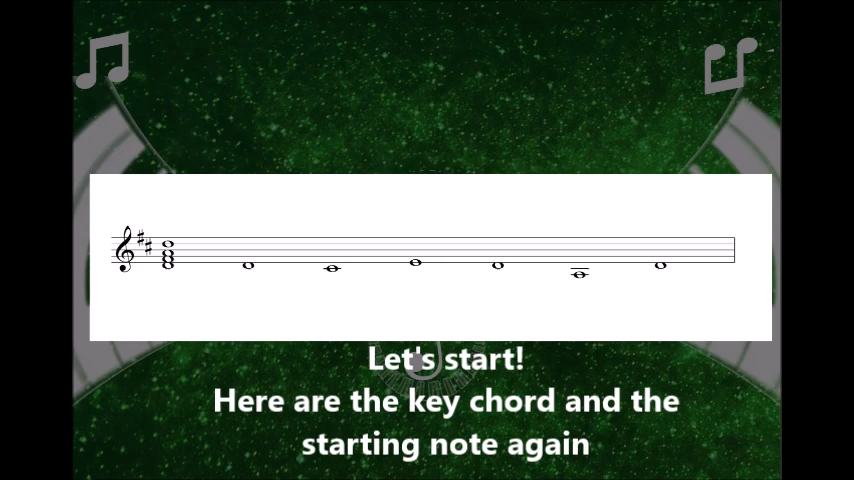 Let's start!
Here are the key chord and the
starting note again